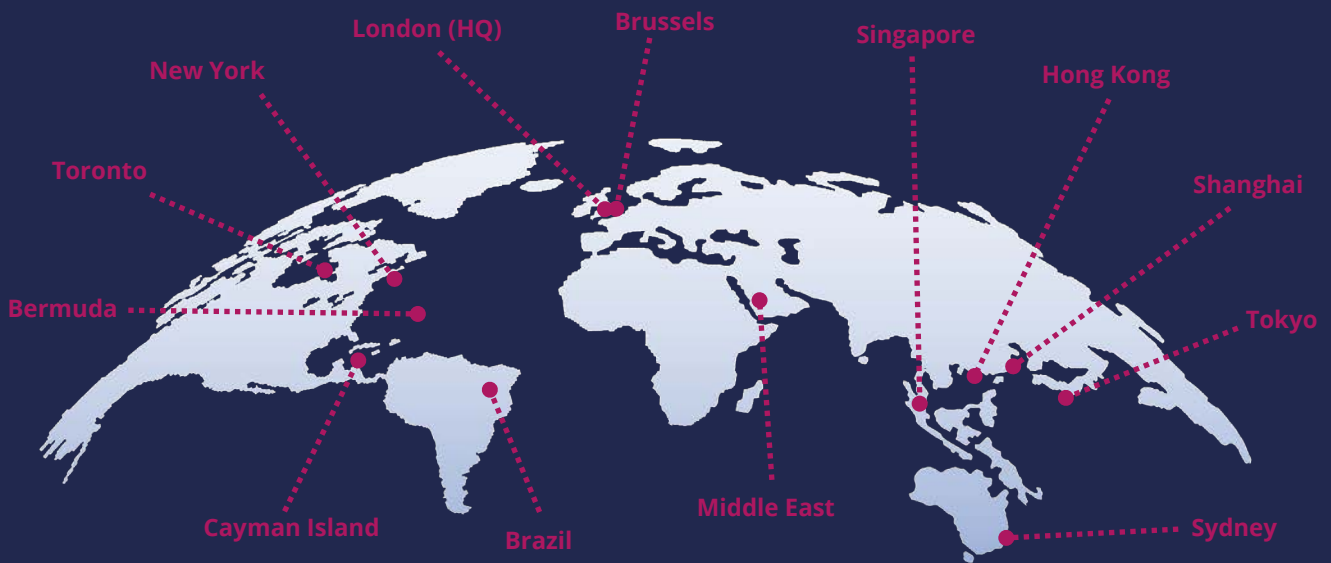 London (HQ)
Brussels
Singapore
New York
Hong Kong
Toronto
Shanghai
Bermuda
Tokyo
Cayman Island
Brazil
Middle East
Sydney